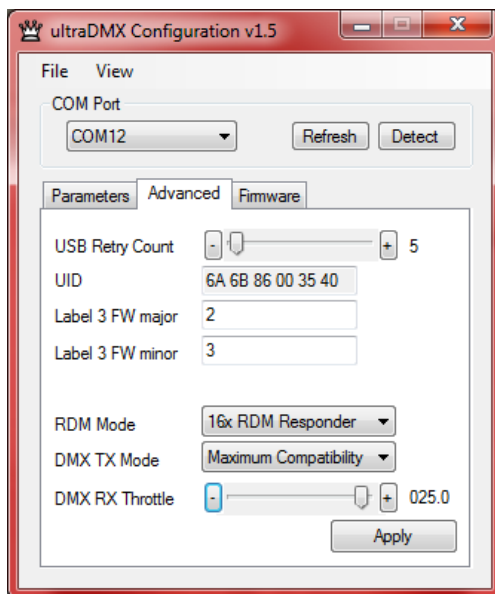 ultraDMX Configuration v1.5
File View
COM Port
COM12 Refresh Detect
Parameters Advanced Firmware
USB Retry Count - + 5
UID 6A 6B 86 00 35 40
Label 3 FW major 2
Label 3 FW minor 3
RDM Mode 16x RDM Responder
DMX TX Mode Maximum Compatibility
DMX RX Throttle - + 025.0
Apply